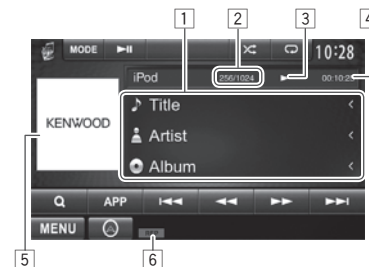 1 2 3 4
MODE 10:28
iPod 256/1024 00:10:25
Title
KENWOOD
Artist
Album
APP
MENU
5 6